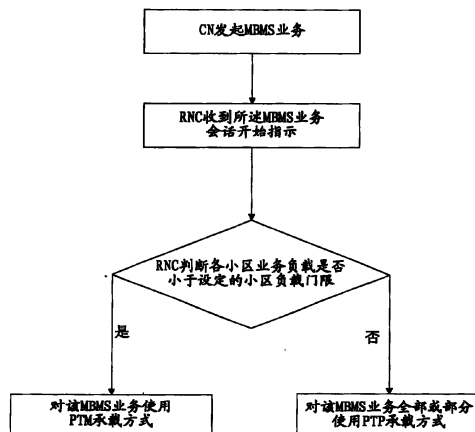 CN发起MBMS业务
RNC收到所述MBMS业务
会话开始指示
RNC判断各小区业务负载是否
小于设定的小区负载门限
是
否
对该MBMS业务使用
PTM承载方式
对该MBMS业务全部或部分
使用PTP承载方式